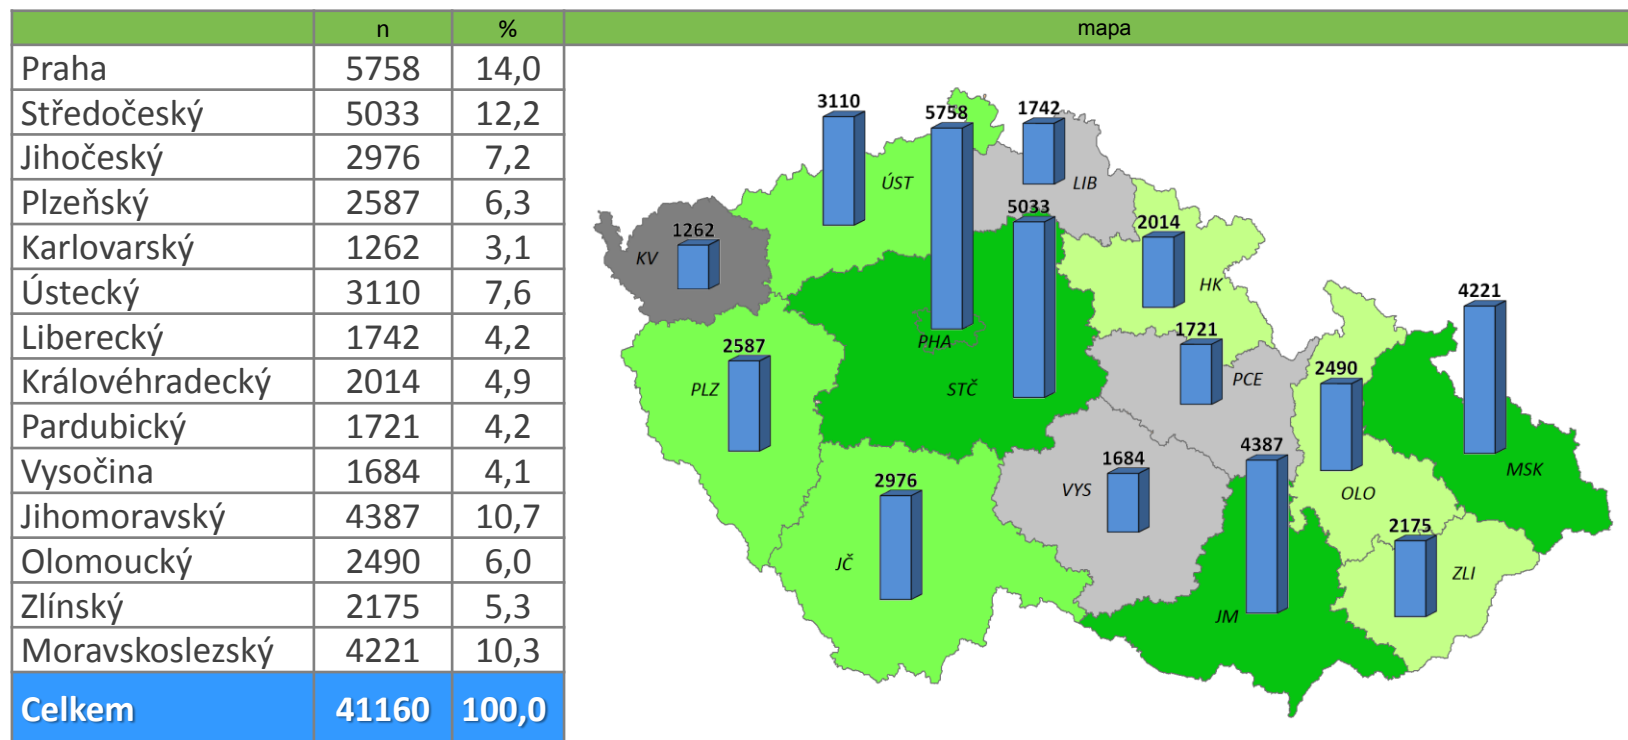 n % mapa
Praha 5758 14,0
Středočeský 5033 12,2
Jihočeský 2976 7,2
Plzeňský 2587 6,3
Karlovarský 1262 3,1
Ústecký 3110 7,6
Liberecký 1742 4,2
Královéhradecký 2014 4,9
Pardubický 1721 4,2
Vysočina 1684 4,1
Jihomoravský 4387 10,7
Olomoucký 2490 6,0
Zlínský 2175 5,3
Moravskoslezský 4221 10,3
Celkem 41160 100,0
3110
5758
1742
ÚST
LIB
5033
1262
2014
KV
HK
4221
PHA
2587
1721
PLZ
STČ
PCE
2490
4387
MSK
2976
1684
VYS
OLO
2175
JČ
ZLI
JM